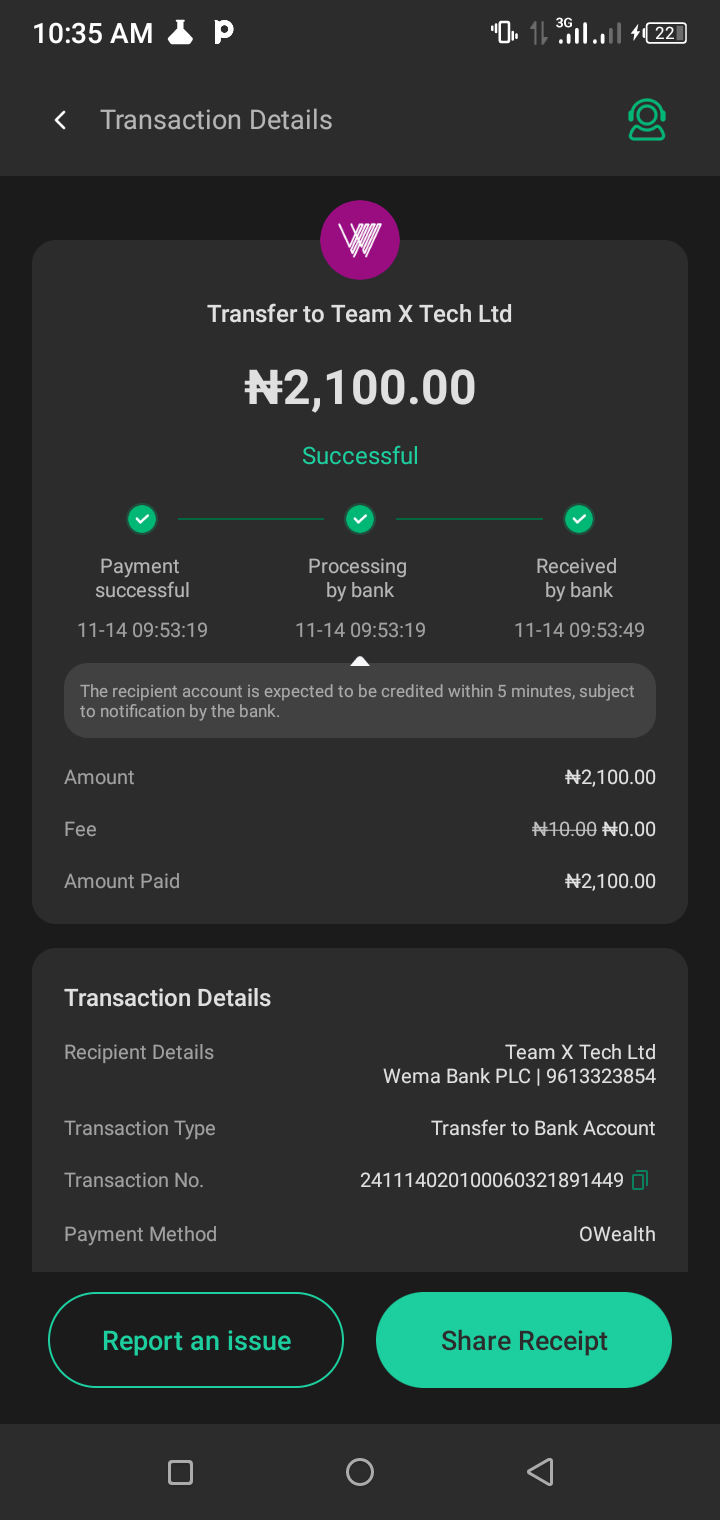 10:35 AM
3G
22
Transaction Details
Transfer to Team X Tech Ltd
₦2,100.00
Successful
Payment successful
Processing by bank
Received by bank
11-14 09:53:19
11-14 09:53:19
11-14 09:53:49
The recipient account is expected to be credited within 5 minutes, subject
to notification by the bank.
Amount ₦2,100.00
Fee ₦10.00 ₦0.00
Amount Paid ₦2,100.00
Transaction Details
Recipient Details Team X Tech Ltd
Wema Bank PLC | 9613323854
Transaction Type Transfer to Bank Account
Transaction No. 241114020100060321891449
Payment Method OWealth
Report an issue
Share Receipt